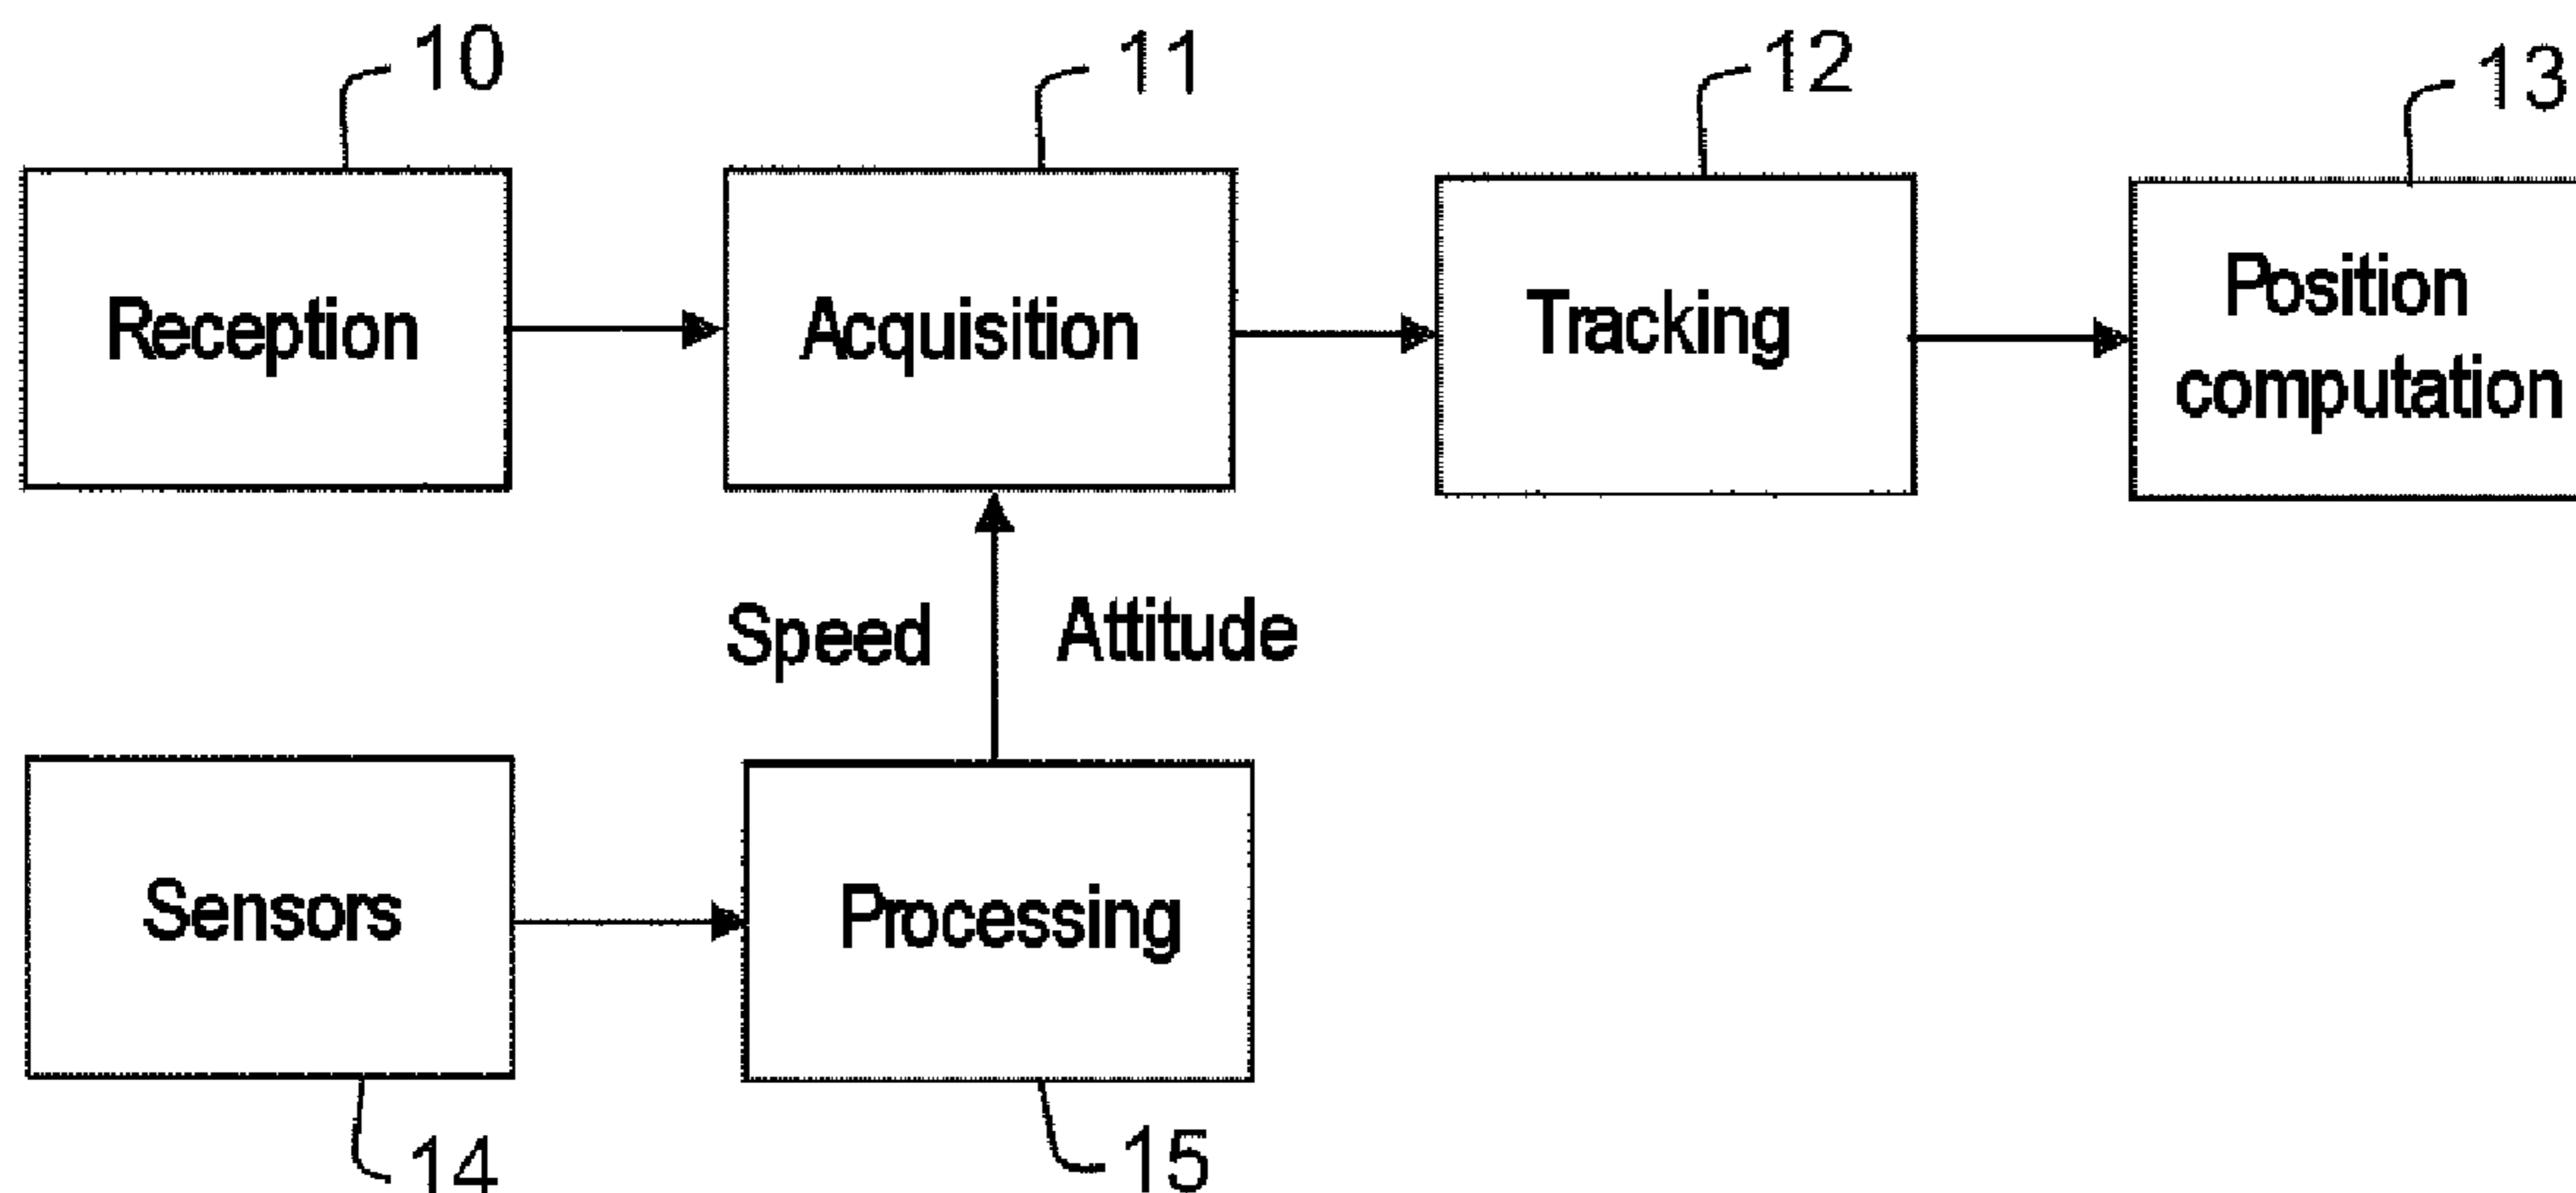 10
11
12
13
Reception
Acquisition
Tracking
Position
computation
Speed
Attitude
Sensors
Processing
14
15